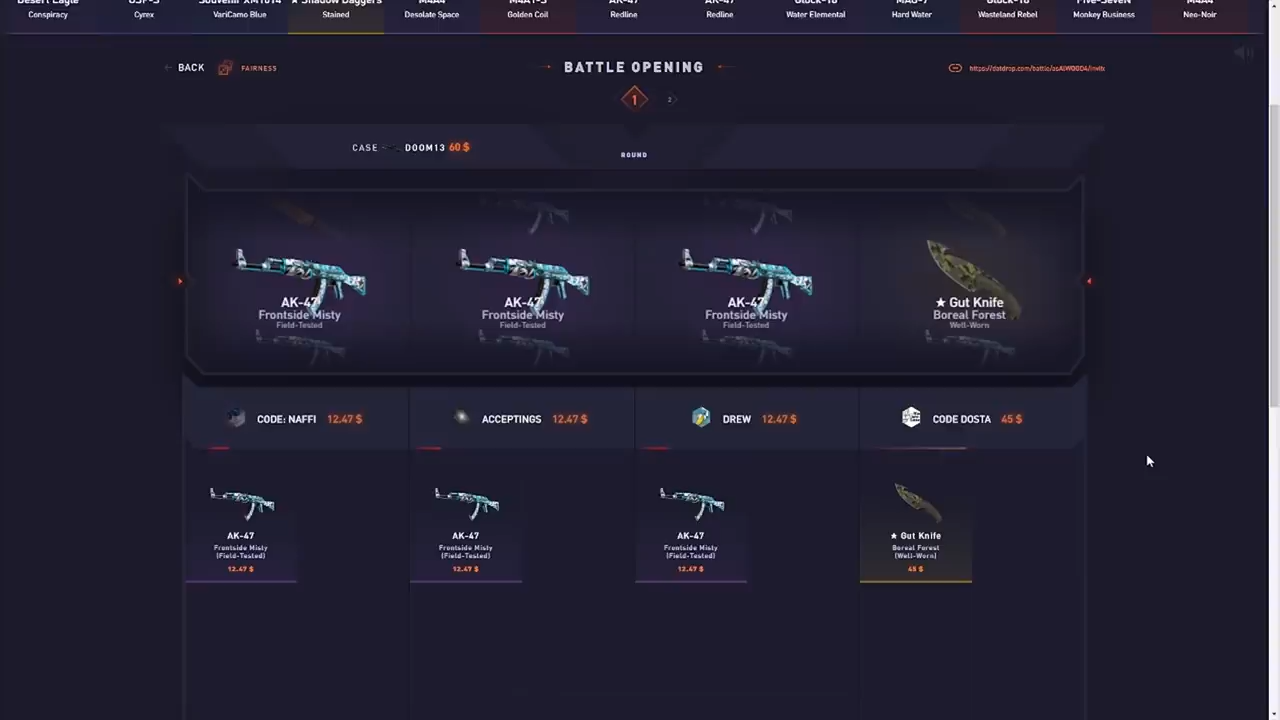 Conspiracy
Cyrex
Souvenir XM1014
VariCamo Blue
★ Shadow Daggers
Stained
M4A4
Desolate Space
M4A1-S
Golden Coil
AK-47
Redline
AK-47
Redline
Glock-18
Water Elemental
MAG-7
Hard Water
Glock-18
Wasteland Rebel
Five-SeveN
Monkey Business
M4A4
Neo-Noir
← BACK
FAIRNESS
BATTLE OPENING
1
2
CASE
DOOM13 60 $
ROUND
AK-47
Frontside Misty
Field-Tested
AK-47
Frontside Misty
Field-Tested
AK-47
Frontside Misty
Field-Tested
★ Gut Knife
Boreal Forest
Well-Worn
CODE: NAFFI 12.47 $
ACCEPTINGS 12.47 $
DREW 12.47 $
CODE DOSTA 45 $
AK-47
Frontside Misty
(Field-Tested)
12.47 $
AK-47
Frontside Misty
(Field-Tested)
12.47 $
AK-47
Frontside Misty
(Field-Tested)
12.47 $
★ Gut Knife
Boreal Forest
(Well-Worn)
45 $